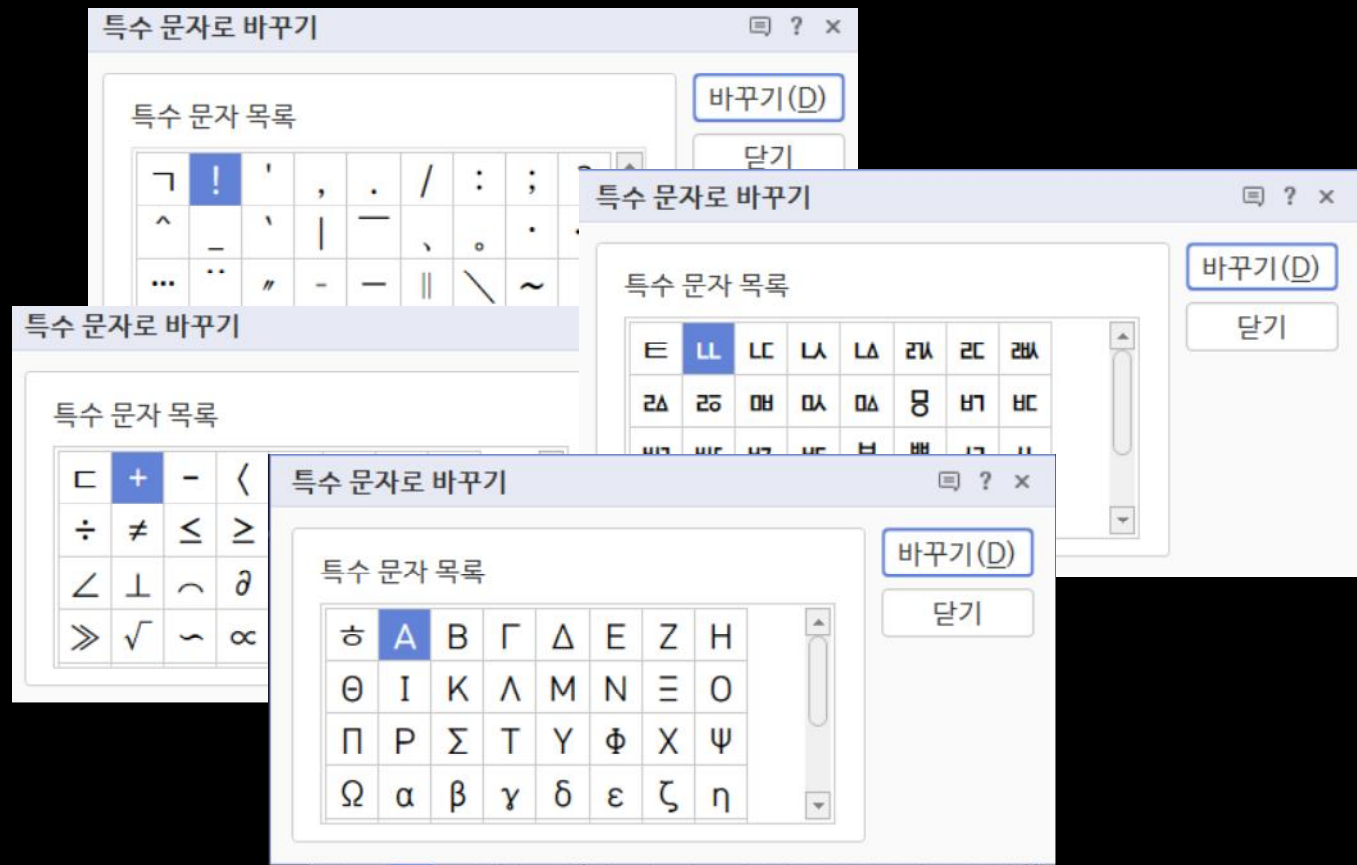 특수 문자로 바꾸기
특수 문자 목록
바꾸기(D)
닫기
ㄱ ! ' , . / : ;
^ _ ` | ￣ 、 。 ·
… ¨ 〃 - ― ∥ ＼ ∼
특수 문자로 바꾸기
특수 문자 목록
바꾸기(D)
닫기
ㅌ ㅥ ㅦ ㅧ ㅨ ㅩ ㅪ ㅫ
ㅬ ㅭ ㅮ ㅯ ㅰ ㅱ ㅲ ㅳ
특수 문자로 바꾸기
특수 문자 목록
ㄷ + - 〈
÷ ≠ ≤ ≥
∠ ⊥ ⌒ ∂
≫ √ ∽ ∝
특수 문자로 바꾸기
특수 문자 목록
바꾸기(D)
닫기
ㅎ Α Β Γ Δ Ε Ζ Η
Θ Ι Κ Λ Μ Ν Ξ Ο
Π Ρ Σ Τ Υ Φ Χ Ψ
Ω α β γ δ ε ζ η